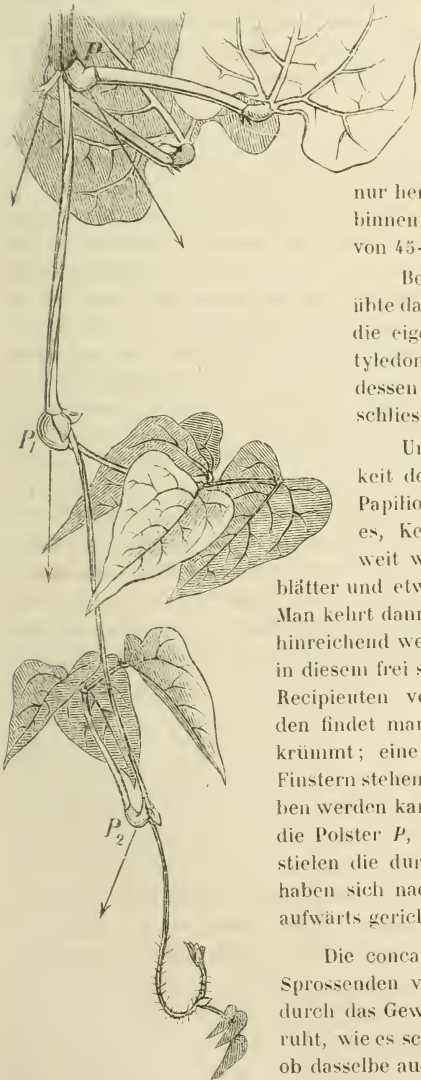 P
nur her
binnen
von 45-
Be
übte da
die eige
tyledon
dessen
schlies
P₁
Un
keit de
Papilio
es, Ke
weit w
blätter und etw
Man kehrt dann
hinreichend we
in diesem frei s
Recipienten ve
den findet man
krümmt; eine
Finstern stehen
ben werden kan
P₂
die Polster P,
stielen die dur
haben sich nac
aufwärts gericl
Die conca
Sprossenden v
durch das Gew
ruht, wie es sc
ob dasselbe au